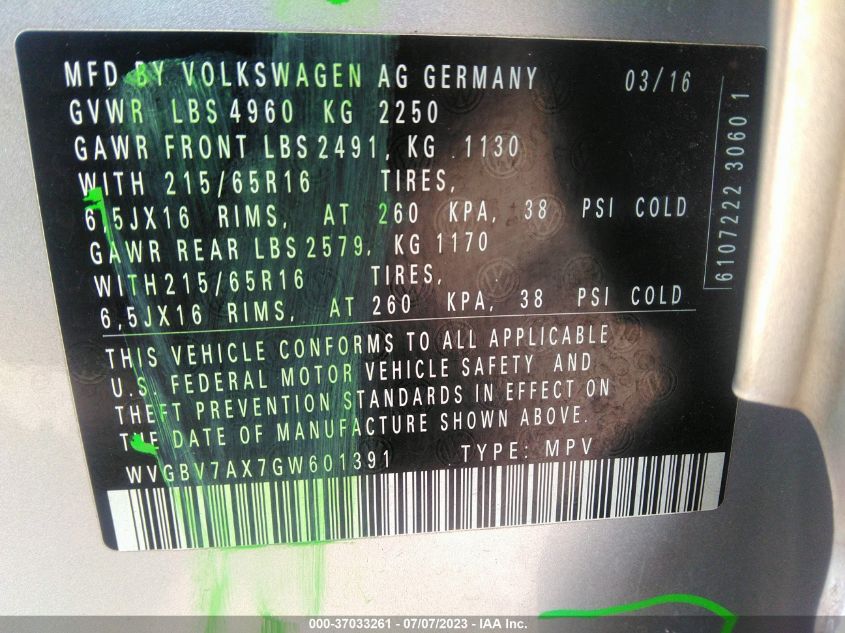 MFD BY VOLKSWAGEN AG GERMANY 03/16
GVWR LBS 4960 KG 2250
GAWR FRONT LBS 2491, KG 1130
WITH 215/65R16 TIRES,
6,5JX16 RIMS, AT 260 KPA, 38 PSI COLD
GAWR REAR LBS 2579, KG 1170
WITH215/65R16 TIRES,
6,5JX16 RIMS, AT 260 KPA, 38 PSI COLD
THIS VEHICLE CONFORMS TO ALL APPLICABLE
U.S. FEDERAL MOTOR VEHICLE SAFETY AND
THEFT PREVENTION STANDARDS IN EFFECT ON
THE DATE OF MANUFACTURE SHOWN ABOVE.
WVGBV7AX7GW601391 TYPE: MPV
6107222 3060 1
000-37033261 - 07/07/2023 - IAA Inc.